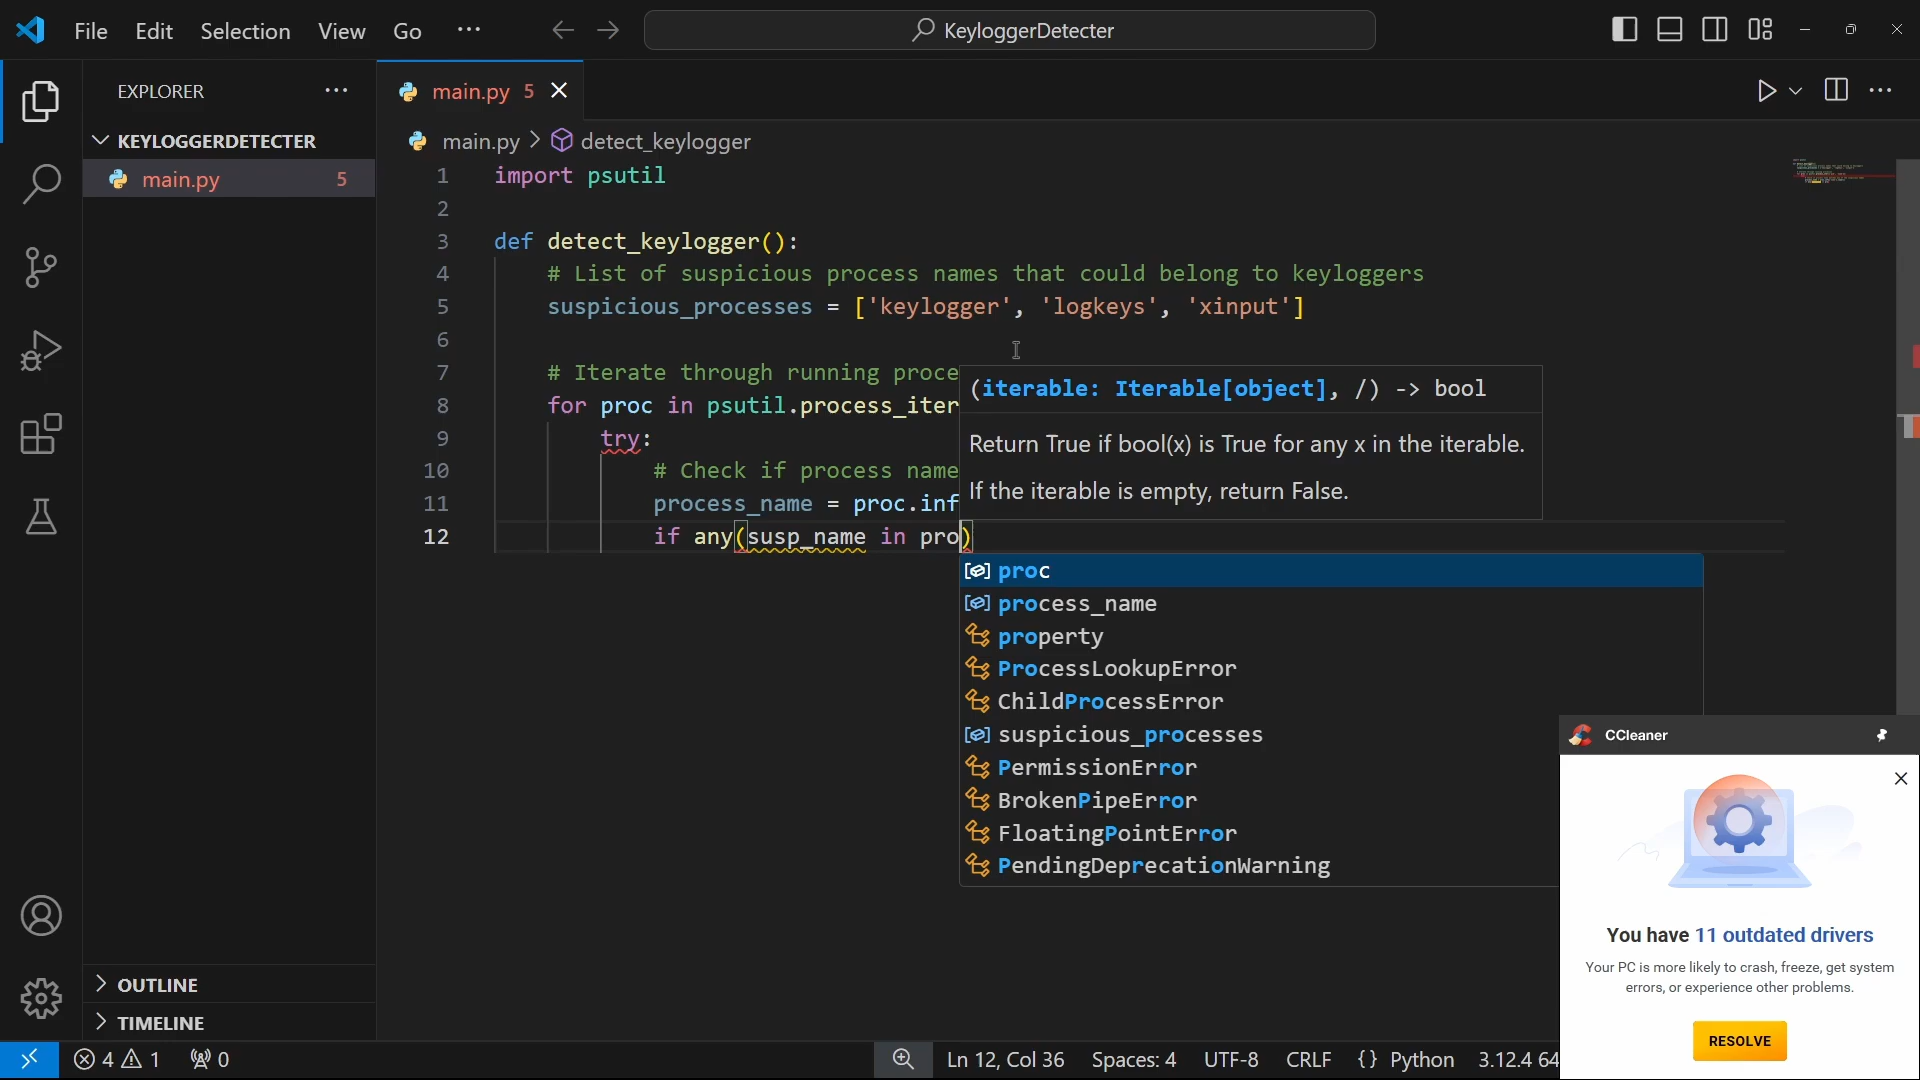 File Edit Selection View Go ···
KeyloggerDetecter
EXPLORER
KEYLOGGERDETECTER
main.py 5
OUTLINE
TIMELINE
main.py 5
main.py > detect_keylogger
1 import psutil
2
3 def detect_keylogger():
4 # List of suspicious process names that could belong to keyloggers
5 suspicious_processes = ['keylogger', 'logkeys', 'xinput']
6
7 # Iterate through running proce
8 for proc in psutil.process_iter
9 try:
10 # Check if process name
11 process_name = proc.inf
12 if any(susp_name in pro)
(iterable: Iterable[object], /) -> bool
Return True if bool(x) is True for any x in the iterable.
If the iterable is empty, return False.
proc
process_name
property
ProcessLookupError
ChildProcessError
suspicious_processes
PermissionError
BrokenPipeError
FloatingPointError
PendingDeprecationWarning
CCleaner
You have 11 outdated drivers
Your PC is more likely to crash, freeze, get system
errors, or experience other problems.
RESOLVE
4 1 0
Ln 12, Col 36 Spaces: 4 UTF-8 CRLF {} Python 3.12.4 64